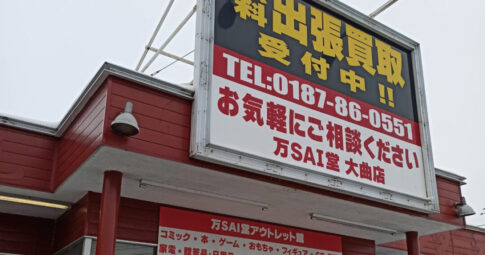 料出張買取
受付中!!
TEL:0187-86-0551
お気軽にご相談ください
万SAI堂 大曲店
万SAI堂アウトレット館
コミック・本・ゲーム・おもちゃ・フィギュア